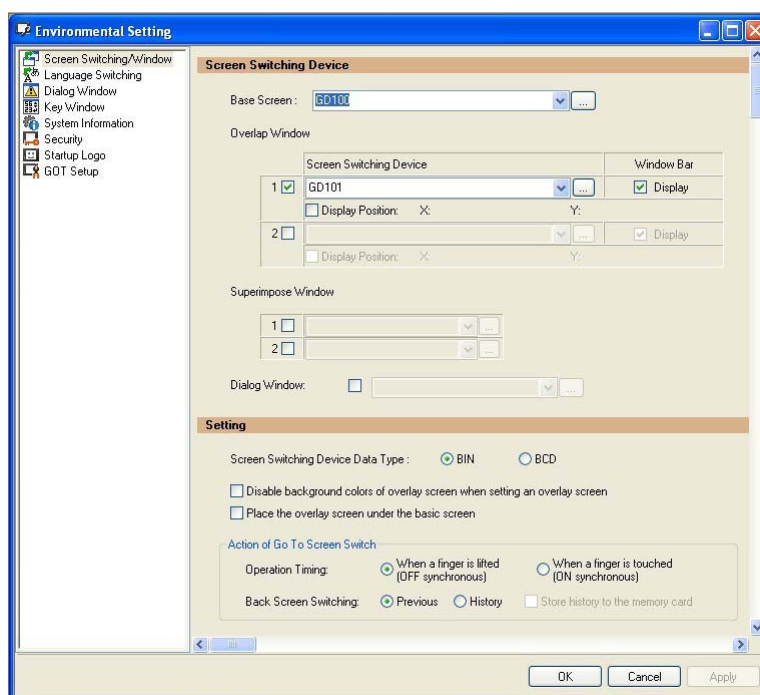 Environmental Setting
Screen Switching/Window
Language Switching
Dialog Window
Key Window
System Information
Security
Startup Logo
GOT Setup
Screen Switching Device
Base Screen : GD100 ...
Overlap Window
Screen Switching Device Window Bar
1 GD101 ... Display
Display Position: X: Y:
2 ... Display
Display Position: X: Y:
Superimpose Window
1 ...
2 ...
Dialog Window: ...
Setting
Screen Switching Device Data Type : BIN BCD
Disable background colors of overlay screen when setting an overlay screen
Place the overlay screen under the basic screen
Action of Go To Screen Switch
Operation Timing: When a finger is lifted (OFF synchronous) When a finger is touched (ON synchronous)
Back Screen Switching: Previous History Store history to the memory card
OK Cancel Apply